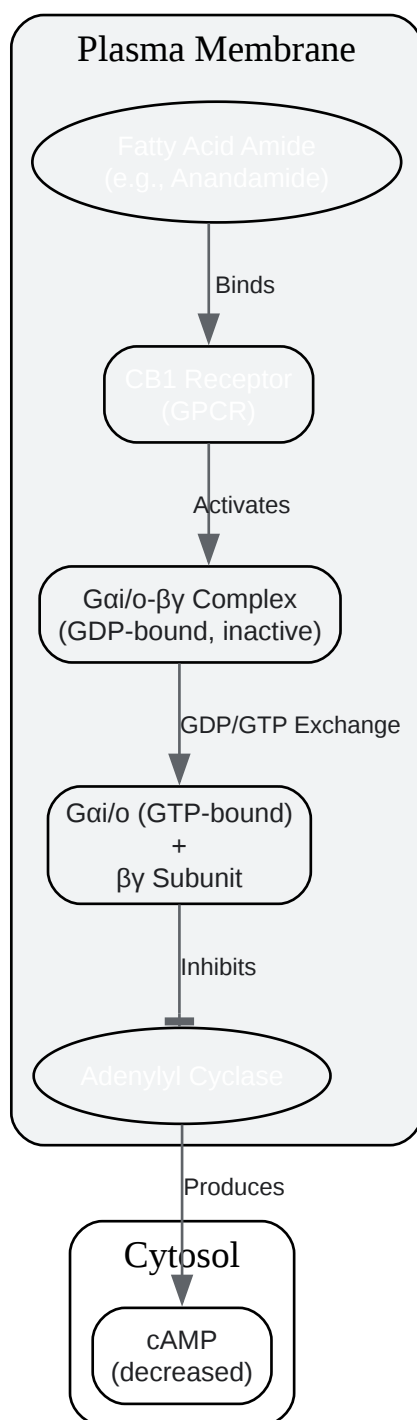 Plasma Membrane
Fatty Acid Amide
(e.g., Anandamide)
Binds
CB1 Receptor
(GPCR)
Activates
Gαi/o-βγ Complex
(GDP-bound, inactive)
GDP/GTP Exchange
Gαi/o (GTP-bound)
+
βγ Subunit
Inhibits
Adenylyl Cyclase
Produces
Cytosol
cAMP
(decreased)